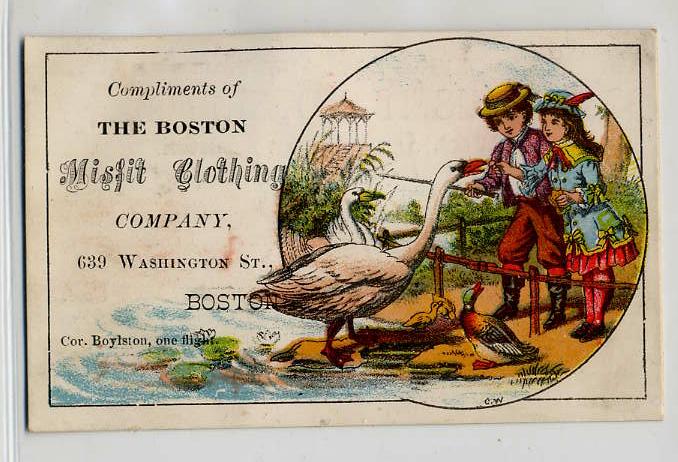 Compliments of
THE BOSTON
Misfit Clothing
COMPANY,
639 WASHINGTON ST.,
BOSTON
Cor. Boylston, one flight.
C.W